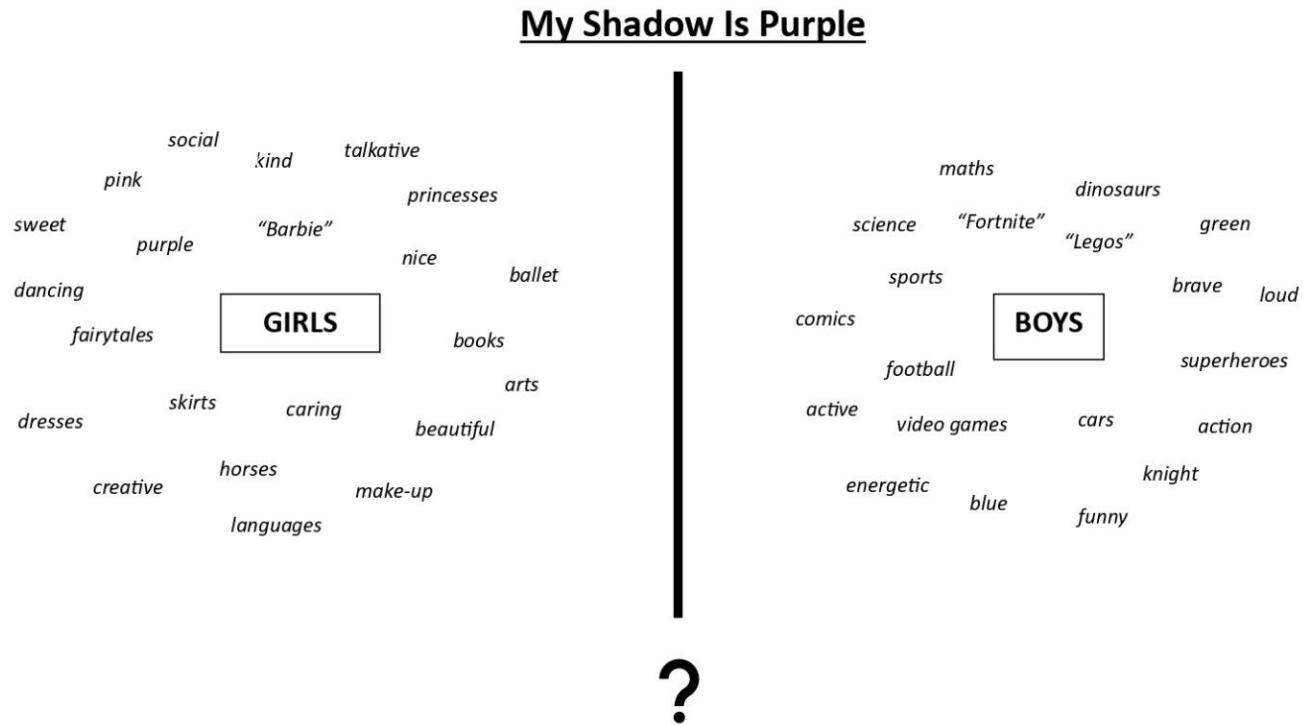 My Shadow Is Purple
social
kind
talkative
pink
princesses
sweet
purple
“Barbie”
nice
ballet
dancing
fairytales
GIRLS
books
arts
skirts
caring
dresses
beautiful
horses
creative
make-up
languages
maths
dinosaurs
science
“Fortnite”
“Legos”
green
sports
brave
loud
comics
BOYS
football
superheroes
active
video games
cars
action
energetic
knight
blue
funny
?